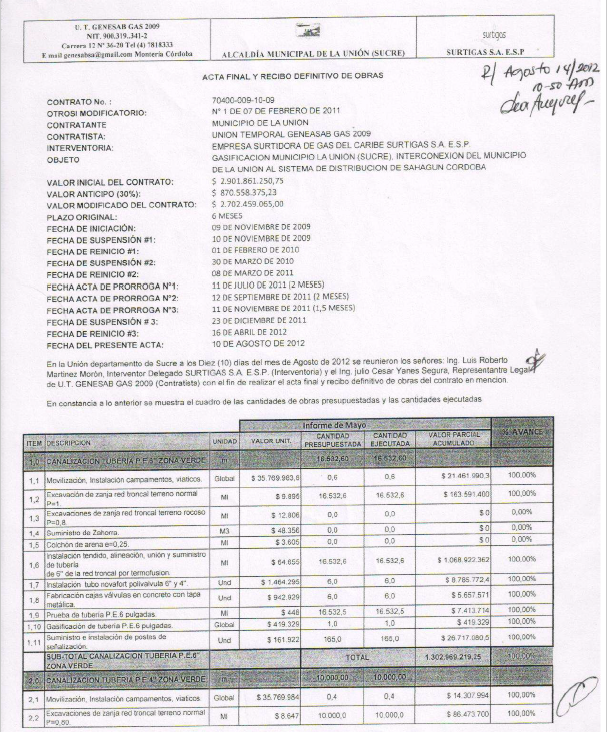 U. T. GENESAB GAS 2009
NIT. 900.319..341-2
Carrera 12 Nº 36-20 Tel (4) 7818333
E mail genesabsa@gmail.com Montería Córdoba
ALCALDÍA MUNICIPAL DE LA UNIÓN (SUCRE)
surtigas
SURTIGAS S.A. E.S.P
R/ Agosto 14/2012
10-50 AM
ACTA FINAL Y RECIBO DEFINITIVO DE OBRAS
CONTRATO No. : 70400-009-10-09
OTROSI MODIFICATORIO: N° 1 DE 07 DE FEBRERO DE 2011
CONTRATANTE MUNICIPIO DE LA UNION
CONTRATISTA: UNION TEMPORAL GENEASAB GAS 2009
INTERVENTORIA: EMPRESA SURTIDORA DE GAS DEL CARIBE SURTIGAS S.A. E.S.P.
OBJETO GASIFICACION MUNICIPIO LA UNION (SUCRE), INTERCONEXION DEL MUNICIPIO
DE LA UNION AL SISTEMA DE DISTRIBUCION DE SAHAGUN CORDOBA
VALOR INICIAL DEL CONTRATO: $ 2.901.861.250,75
VALOR ANTICIPO (30%): $ 870.558.375,23
VALOR MODIFICADO DEL CONTRATO: $ 2.702.459.065,00
PLAZO ORIGINAL: 6 MESES
FECHA DE INICIACIÓN: 09 DE NOVIEMBRE DE 2009
FECHA DE SUSPENSIÓN #1: 10 DE NOVIEMBRE DE 2009
FECHA DE REINICIO #1: 01 DE FEBRERO DE 2010
FECHA DE SUSPENSIÓN #2: 30 DE MARZO DE 2010
FECHA DE REINICIO #2: 08 DE MARZO DE 2011
FECHA ACTA DE PRORROGA N°1: 11 DE JULIO DE 2011 (2 MESES)
FECHA ACTA DE PRORROGA N°2: 12 DE SEPTIEMBRE DE 2011 (2 MESES)
FECHA ACTA DE PRORROGA N°3: 11 DE NOVIEMBRE DE 2011 (1,5 MESES)
FECHA DE SUSPENSIÓN # 3: 23 DE DICIEMBRE DE 2011
FECHA DE REINICIO #3: 16 DE ABRIL DE 2012
FECHA DEL PRESENTE ACTA: 10 DE AGOSTO DE 2012
En la Unión departamentto de Sucre a los Diez (10) días del mes de Agosto de 2012 se reunieron los señores: Ing. Luis Roberto
Martinez Morón, Interventor Delegado SURTIGAS S.A. E.S.P. (Interventoria) y el Ing. julio Cesar Yanes Segura, Representantre Legal
de U.T. GENESAB GAS 2009 (Contratista) con el fin de realizar el acta final y recibo definitivo de obras del contrato en mencion.
En constancia a lo anterior se muestra el cuadro de las cantidades de obras presupuestadas y las cantidades ejecutadas
Informe de Mayo
ITEM DESCRIPCION UNIDAD VALOR UNIT. CANTIDAD PRESUPUESTADA CANTIDAD EJECUTADA VALOR PARCIAL ACUMULADO % AVANCE
1,0 CANALIZACION TUBERIA P.E.6" ZONA VERDE m 16.532,60 16.532,60
1,1 Movilización, Instalación campamentos, viaticos. Global $ 35.769.983,8 0,6 0,6 $ 21.461.990,3 100,00%
1,2 Excavación de zanja red troncal terreno normal P=1. Ml $ 9.895 16.532,6 16.532,6 $ 163.591.400 100,00%
1,3 Excavaciones de zanja red troncal terreno rocoso P=0,8. Ml $ 12.806 0,0 0,0 $ 0 0,00%
1,4 Suministro de Zahorra. M3 $ 48.356 0,0 0,0 $ 0 0,00%
1,5 Colchón de arena e=0,25. Ml $ 3.605 0,0 0,0 $ 0 0,00%
1,6 Instalación tendido, alineación, unión y suministro
de tubería
de 6" de la red troncal por termofusion. Ml $ 64.655 16.532,6 16.532,6 $ 1.068.922.362 100,00%
1,7 Instalación tubo novafort polivalvula 6" y 4". Und $ 1.464.295 6,0 6,0 $ 8.785.772,4 100,00%
1,8 Fabricación cajas válvulas en concreto con tapa
metálica. Und $ 942.929 6,0 6,0 $ 5.657.571 100,00%
1,9 Prueba de tubería P.E.6 pulgadas. Ml $ 448 16.532,5 16.532,5 $ 7.413.714 100,00%
1,10 Gasificación de tubería P.E.6 pulgadas. Global $ 419.329 1,0 1,0 $ 419.329 100,00%
1,11 Suministro e instalación de postes de
señalización. Und $ 161.922 165,0 165,0 $ 26.717.080,5 100,00%
SUB-TOTAL CANALIZACION TUBERIA P.E.6"
ZONA VERDE TOTAL 1.302.969.219,25 100,00%
2,0 CANALIZACION TUBERIA P.E.4" ZONA VERDE m 10.000,00 10.000,00
2,1 Movilización, Instalación campamentos, viaticos Global $ 35.769.984 0,4 0,4 $ 14.307.994 100,00%
2,2 Excavaciones de zanja red troncal terreno normal
P=0,80. Ml $ 8.647 10.000,0 10.000,0 $ 86.473.700 100,00%